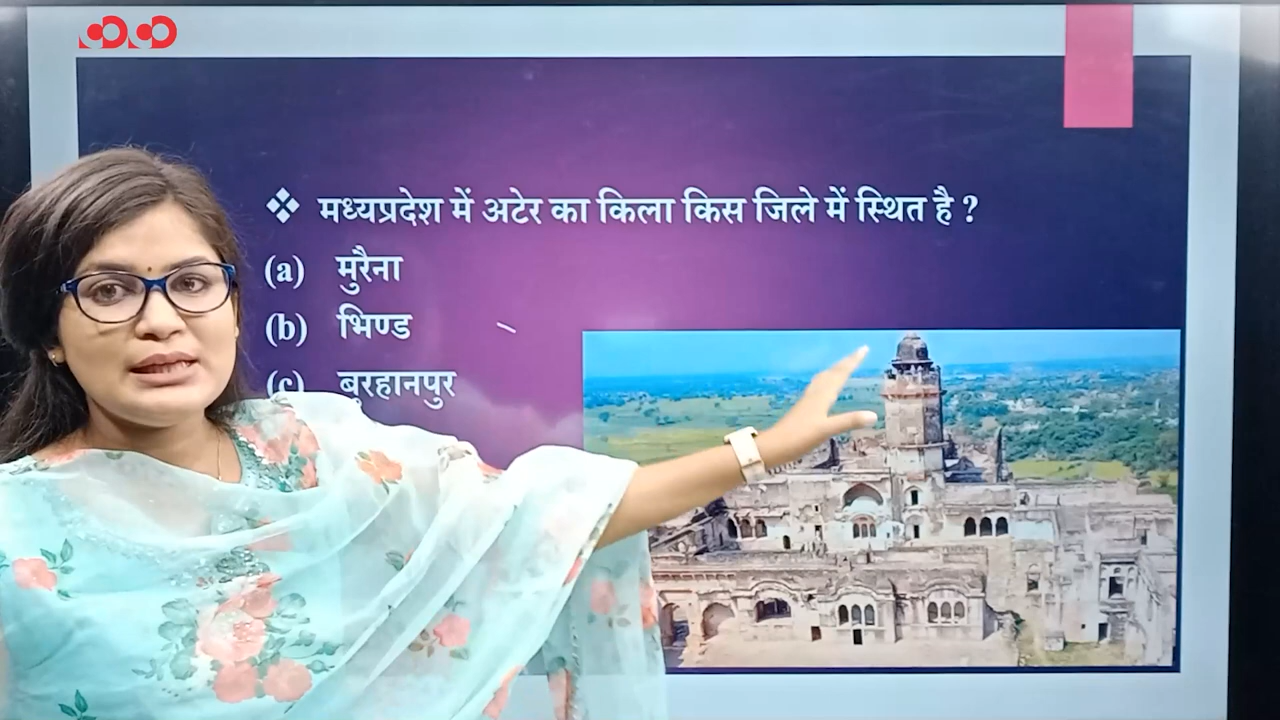 ❖ मध्यप्रदेश में अटेर का किला किस जिले में स्थित है ?
(a) मुरैना
(b) भिण्ड
(c) बुरहानपुर